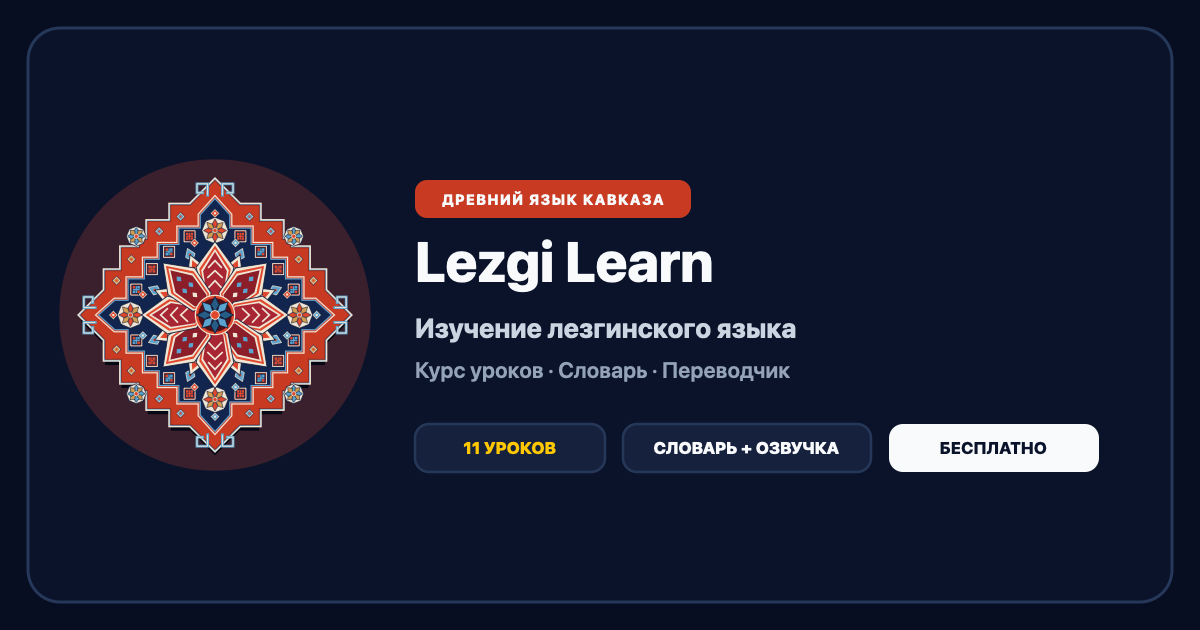 ДРЕВНИЙ ЯЗЫК КАВКАЗА
Lezgi Learn
Изучение лезгинского языка
Курс уроков · Словарь · Переводчик
11 УРОКОВ
СЛОВАРЬ + ОЗВУЧКА
БЕСПЛАТНО